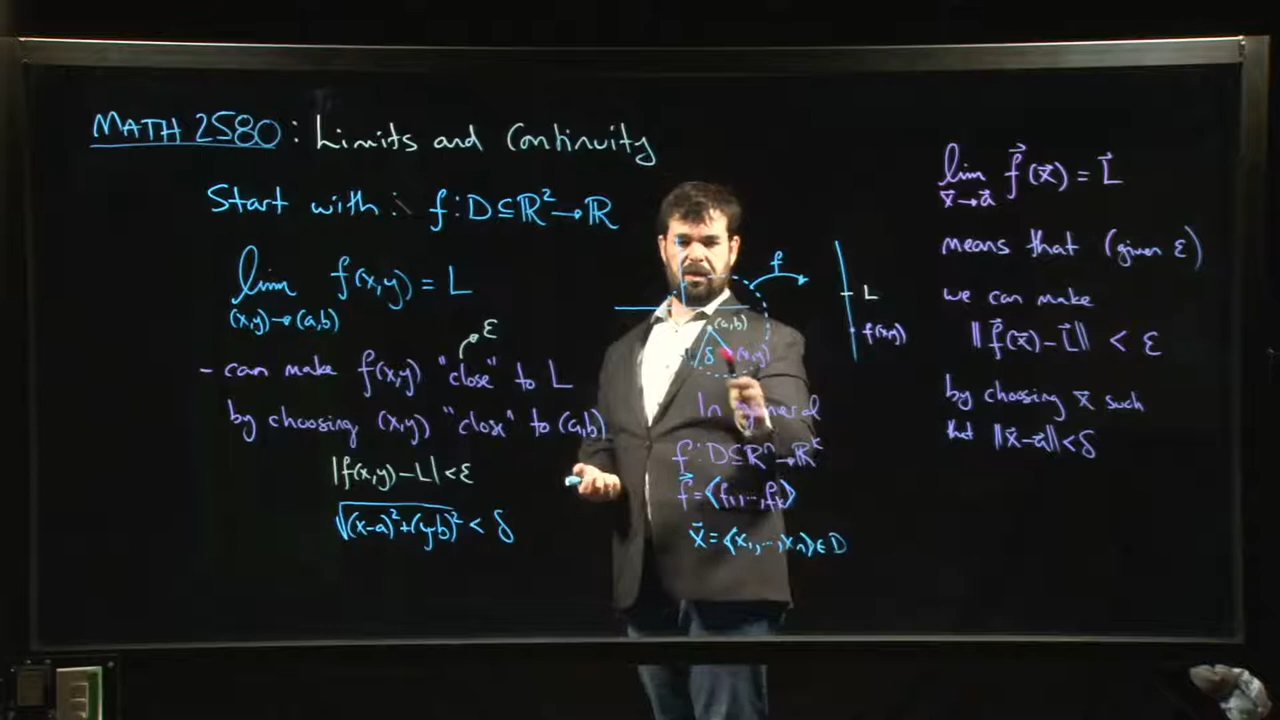 MATH 2580: Limits and Continuity
Start with: f: D⊆ℝ²→ℝ
lim f(x,y) = L
(x,y)→(a,b)
ε
- can make f(x,y) "close" to L
by choosing (x,y) "close" to (a,b)
|f(x,y)-L| < ε
√(x-a)²+(y-b)² < δ
f
(a,b)
δ
(x,y)
L
f(x,y)
In general
f: D⊆ℝⁿ→ℝᵏ
f⃗ = ⟨f₁,...,fₖ⟩
x⃗ = ⟨x₁,...,xₙ⟩∈D
lim f⃗(x⃗) = L⃗
x⃗→a⃗
means that (given ε)
we can make
‖f⃗(x⃗)-L⃗‖ < ε
by choosing x⃗ such
that ‖x⃗-a⃗‖<δ